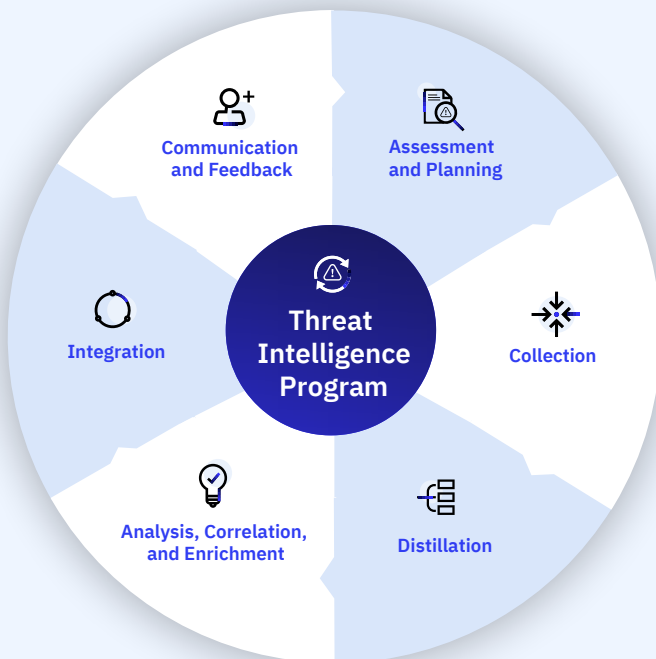 Threat
Intelligence
Program
Assessment
and Planning
Collection
Distillation
Analysis, Correlation,
and Enrichment
Integration
Communication
and Feedback